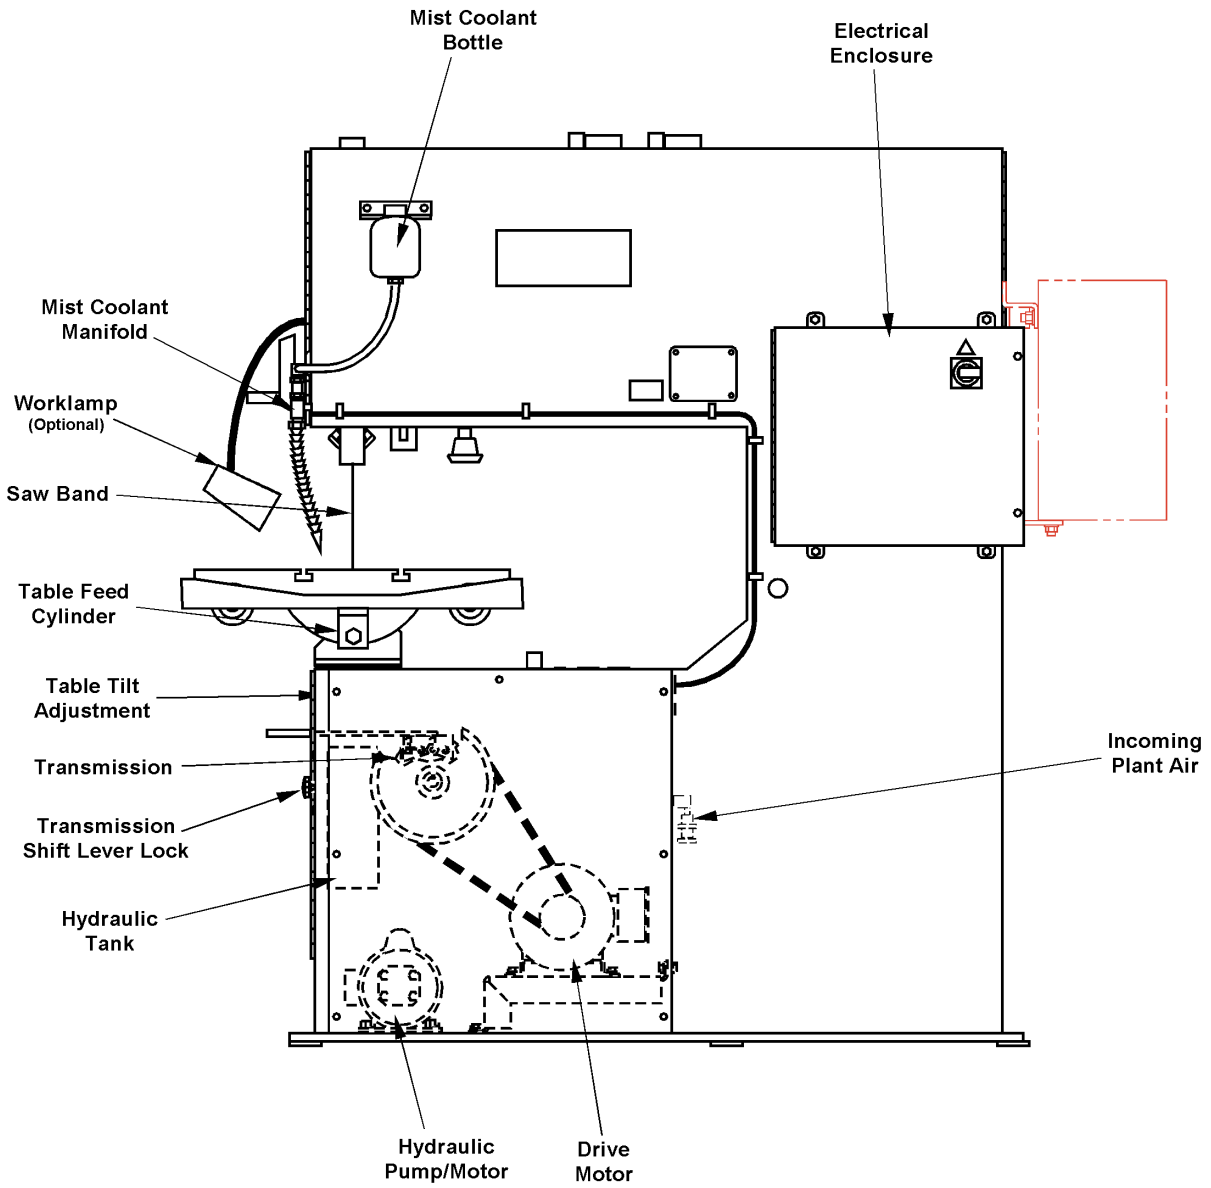 Mist Coolant
Bottle
Electrical
Enclosure
Mist Coolant
Manifold
Worklamp
(Optional)
Saw Band
Table Feed
Cylinder
Table Tilt
Adjustment
Transmission
Incoming
Plant Air
Transmission
Shift Lever Lock
Hydraulic
Tank
Hydraulic
Pump/Motor
Drive
Motor